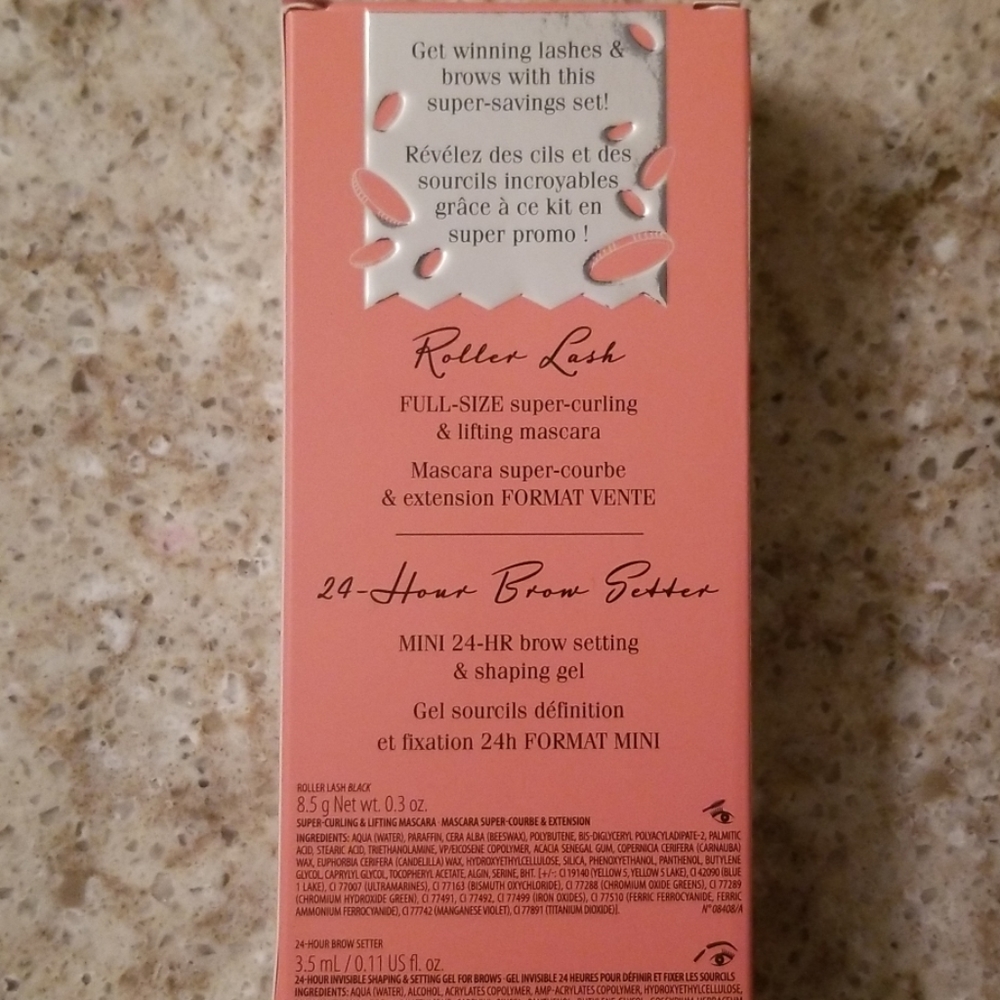 Get winning lashes &
brows with this
super-savings set!
Révélez des cils et des
sourcils incroyables
grâce à ce kit en
super promo !
Roller Lash
FULL-SIZE super-curling
& lifting mascara
Mascara super-courbe
& extension FORMAT VENTE
24-Hour Brow Setter
MINI 24-HR brow setting
& shaping gel
Gel sourcils définition
et fixation 24h FORMAT MINI
ROLLER LASH BLACK
8.5 g Net wt. 0.3 oz.
SUPER-CURLING & LIFTING MASCARA · MASCARA SUPER-COURBE & EXTENSION
INGREDIENTS: AQUA (WATER), PARAFFIN, CERA ALBA (BEESWAX), POLYBUTENE, BIS-DIGLYCERYL POLYACYLADIPATE-2, PALMITIC
ACID, STEARIC ACID, TRIETHANOLAMINE, VP/EICOSENE COPOLYMER, ACACIA SENEGAL GUM, COPERNICIA CERIFERA (CARNAUBA)
WAX, EUPHORBIA CERIFERA (CANDELILLA) WAX, HYDROXYETHYLCELLULOSE, SILICA, PHENOXYETHANOL, PANTHENOL, BUTYLENE
GLYCOL, CAPRYLYL GLYCOL, TOCOPHERYL ACETATE, ALGIN, SERINE, BHT. [+/-: CI 19140 (YELLOW 5, YELLOW 5 LAKE), CI 42090 (BLUE
1 LAKE), CI 77007 (ULTRAMARINES), CI 77163 (BISMUTH OXYCHLORIDE), CI 77288 (CHROMIUM OXIDE GREENS), CI 77289
(CHROMIUM HYDROXIDE GREEN), CI 77491, CI 77492, CI 77499 (IRON OXIDES), CI 77510 (FERRIC FERROCYANIDE, FERRIC
AMMONIUM FERROCYANIDE), CI 77742 (MANGANESE VIOLET), CI 77891 (TITANIUM DIOXIDE)]. N° 08408/A
24-HOUR BROW SETTER
3.5 mL / 0.11 US fl. oz.
24-HOUR INVISIBLE SHAPING & SETTING GEL FOR BROWS · GEL INVISIBLE 24 HEURES POUR DÉFINIR ET FIXER LES SOURCILS
INGREDIENTS: AQUA (WATER), ALCOHOL, ACRYLATES COPOLYMER, AMP-ACRYLATES COPOLYMER, HYDROXYETHYLCELLULOSE,